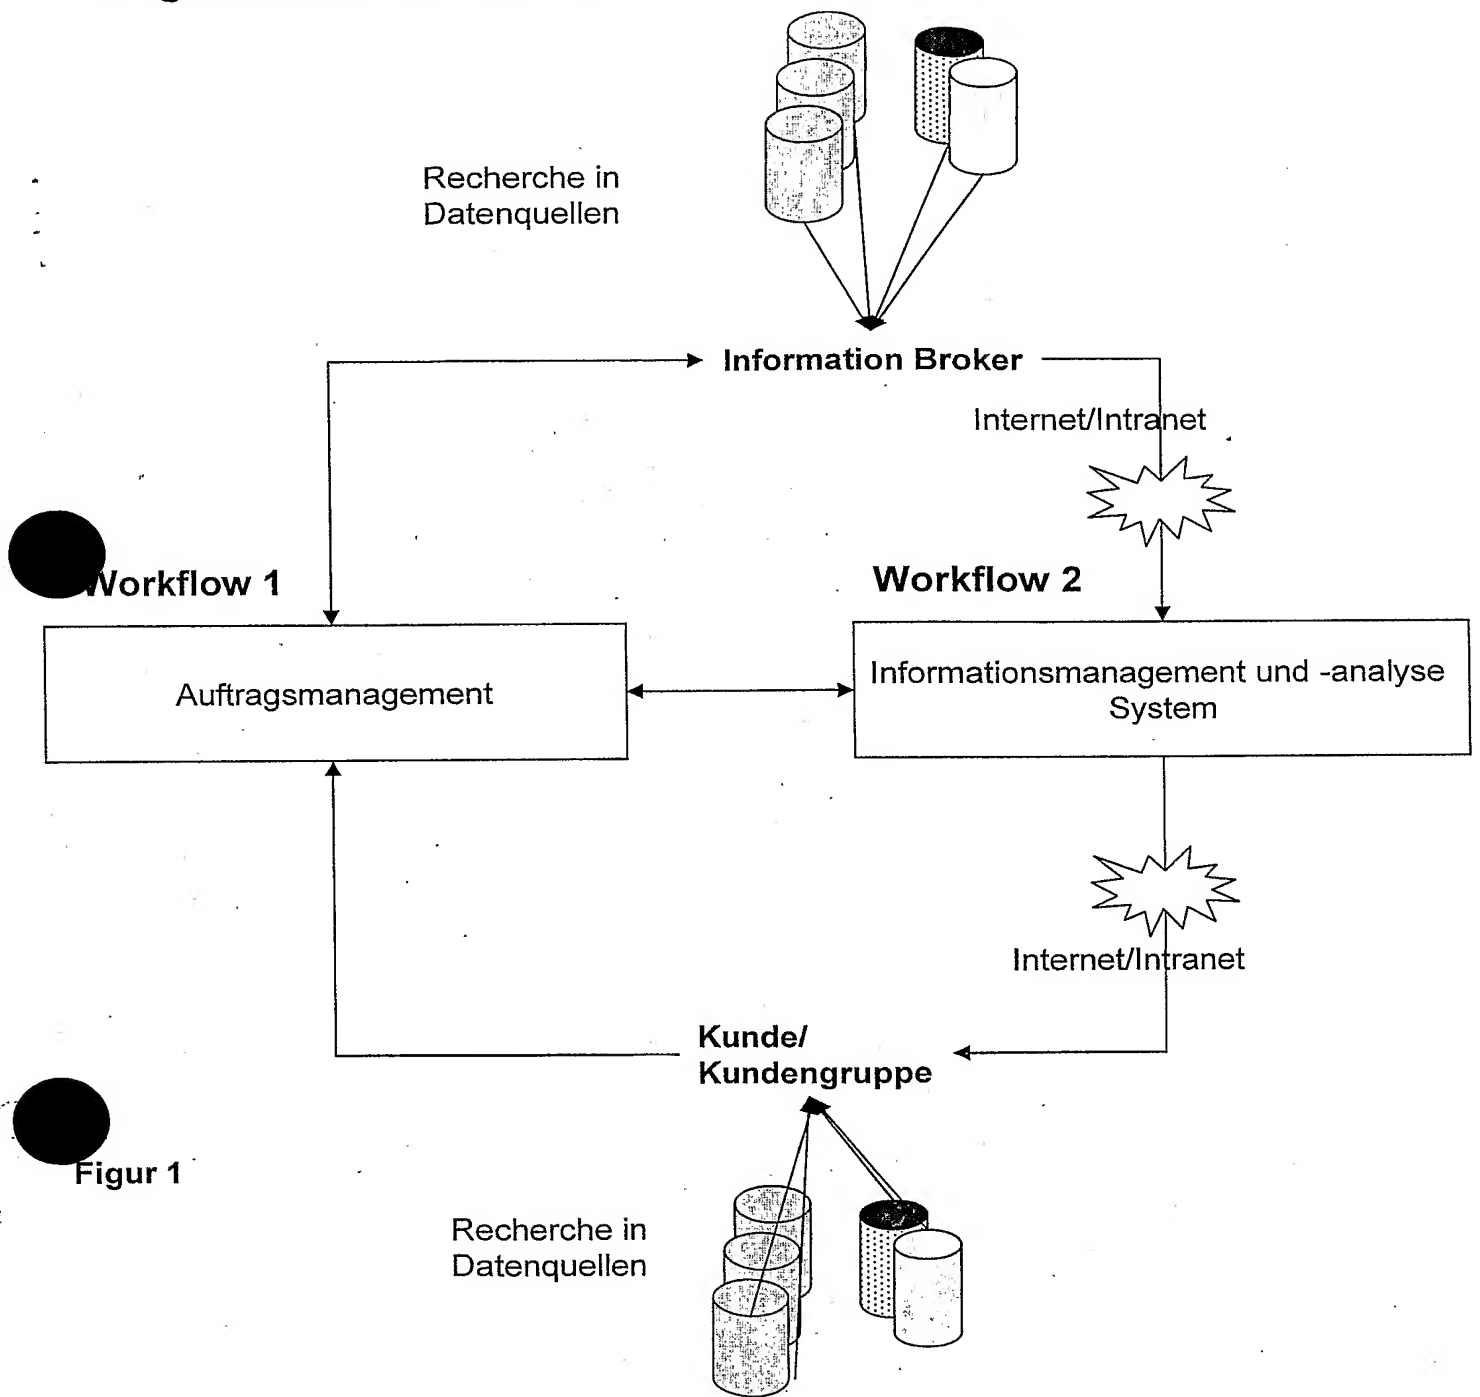 Recherche in
Datenquellen
Information Broker
Internet/Intranet
Workflow 1
Workflow 2
Auftragsmanagement
Informationsmanagement und -analyse
System
Internet/Intranet
Kunde/
Kundengruppe
Figur 1
Recherche in
Datenquellen